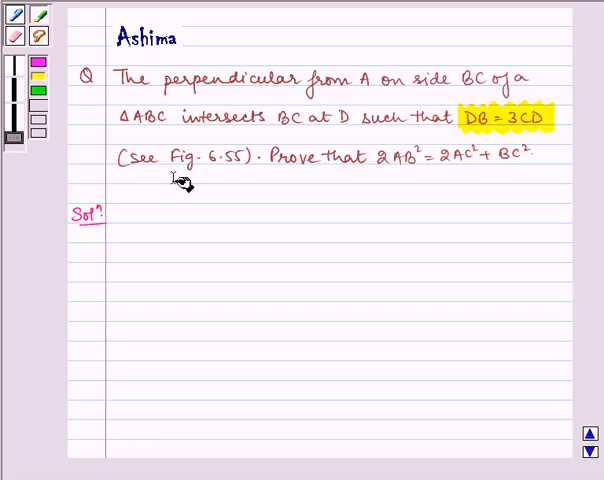 Ashima
Q The perpendicular from A on side BC of a
△ABC intersects BC at D such that DB = 3CD
(see Fig. 6.55). Prove that 2AB² = 2AC² + BC².
Solⁿ: